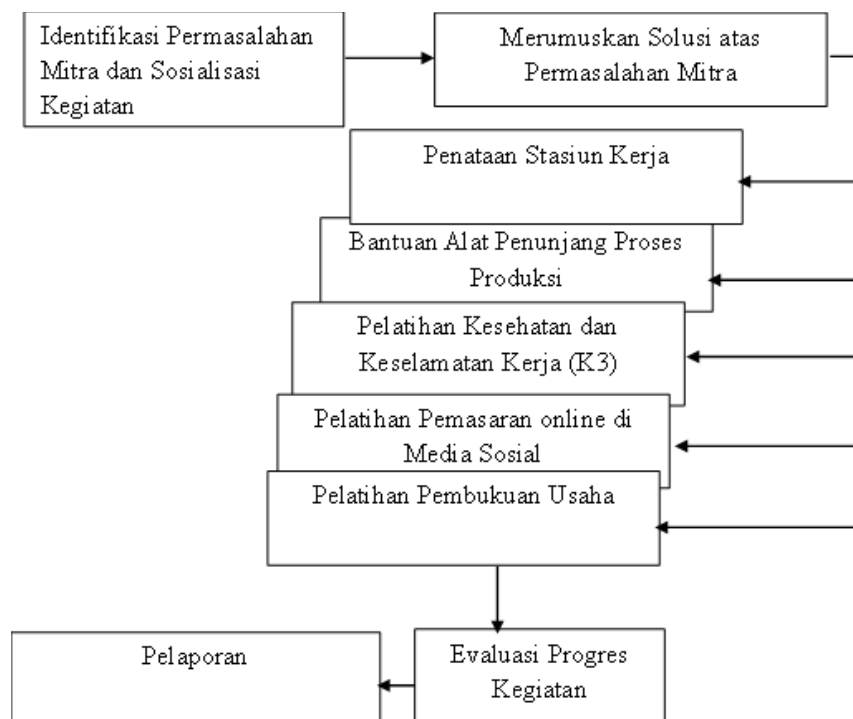 Identifikasi Permasalahan
Mitra dan Sosialisasi
Kegiatan
Merumuskan Solusi atas
Permasalahan Mitra
Penataan Stasiun Kerja
Bantuan Alat Penunjang Proses
Produksi
Pelatihan Kesehatan dan
Keselamatan Kerja (K3)
Pelatihan Pemasaran online di
Media Sosial
Pelatihan Pembukuan Usaha
Evaluasi Progres
Kegiatan
Pelaporan